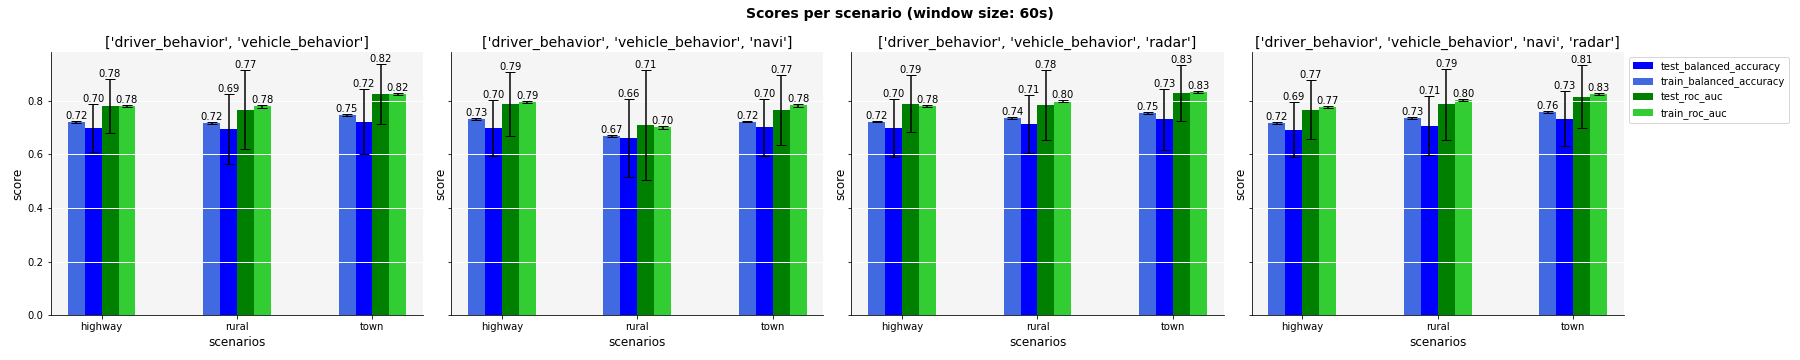 Scores per scenario (window size: 60s)
['driver_behavior', 'vehicle_behavior']
score
0.8
0.6
0.4
0.2
0.0
0.72
0.70
0.78
0.78
0.72
0.69
0.77
0.78
0.75
0.72
0.82
0.82
highway
rural
town
scenarios
['driver_behavior', 'vehicle_behavior', 'navi']
score
0.73
0.70
0.79
0.79
0.67
0.66
0.71
0.70
0.72
0.70
0.77
0.78
highway
rural
town
scenarios
['driver_behavior', 'vehicle_behavior', 'radar']
score
0.72
0.70
0.79
0.78
0.74
0.71
0.78
0.80
0.75
0.73
0.83
0.83
highway
rural
town
scenarios
['driver_behavior', 'vehicle_behavior', 'navi', 'radar']
score
0.72
0.69
0.77
0.77
0.73
0.71
0.79
0.80
0.76
0.73
0.81
0.83
highway
rural
town
scenarios
test_balanced_accuracy
train_balanced_accuracy
test_roc_auc
train_roc_auc